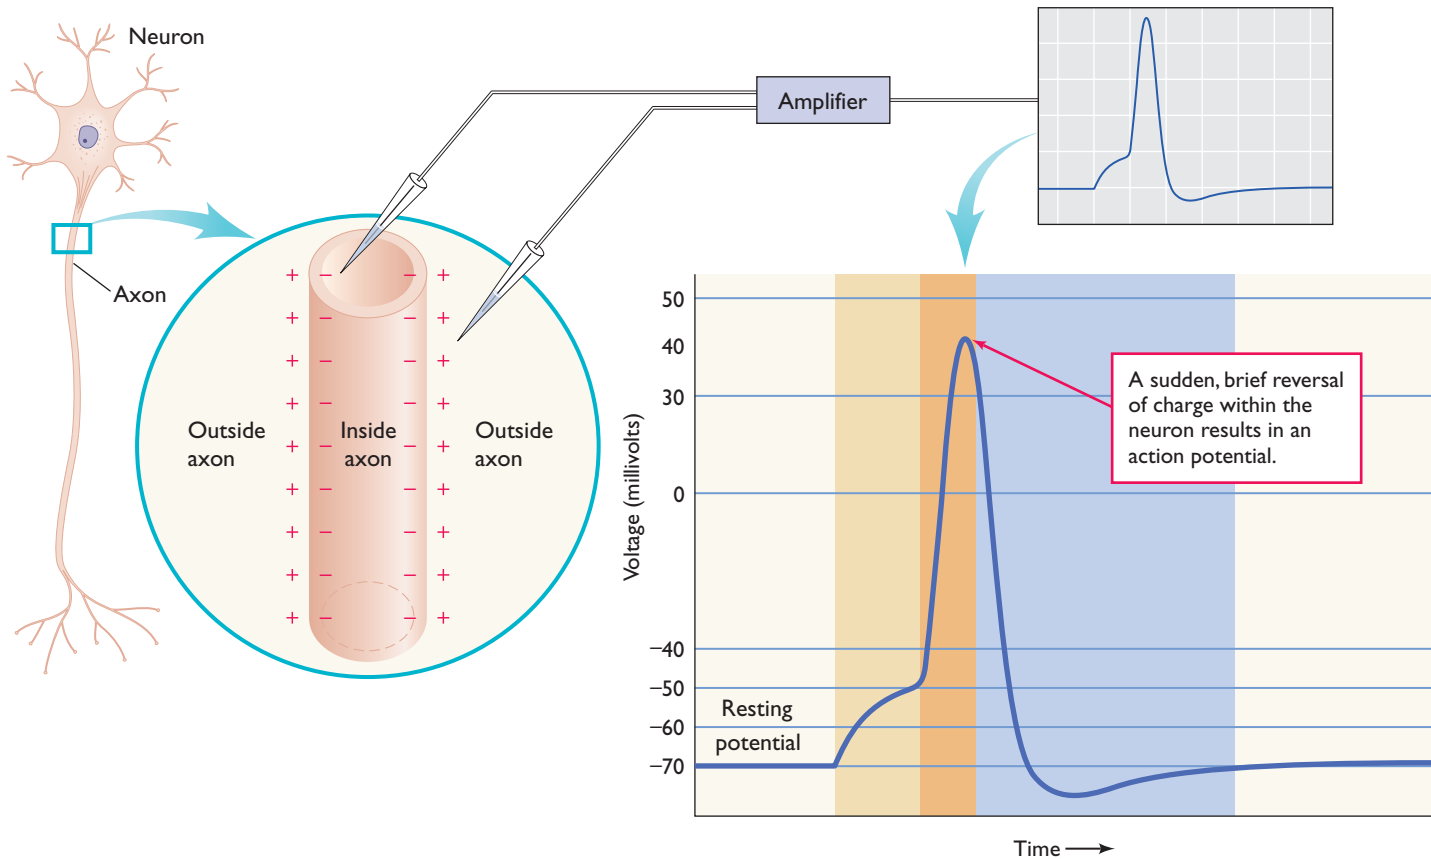 Neuron
Axon
Amplifier
+ − − +
+ − − +
+ − − +
+ − − +
Outside
axon
Inside
axon
Outside
axon
+ − − +
+ − − +
+ − − +
+ − − +
+ − − +
Voltage (millivolts)
50
40
30
0
−40
−50
−60
−70
Resting
potential
A sudden, brief reversal
of charge within the
neuron results in an
action potential.
Time